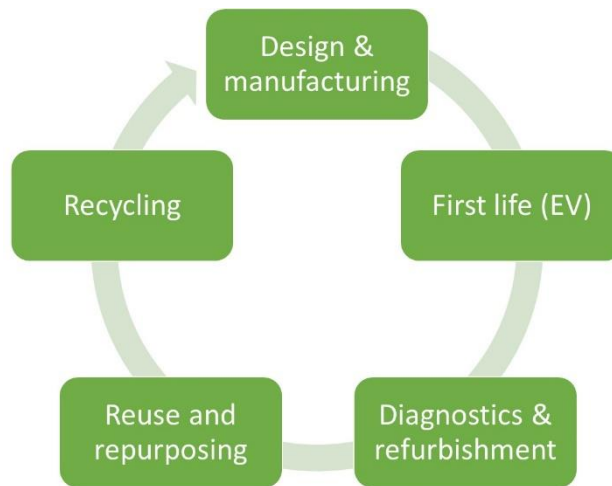 Design &
manufacturing
First life (EV)
Diagnostics &
refurbishment
Reuse and
repurposing
Recycling